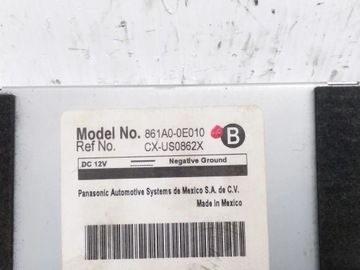 Model No. 861A0-0E010 B
Ref No. CX-US0862X
DC 12V Negative Ground
Panasonic Automotive Systems de Mexico S.A. de C.V.
Made in Mexico